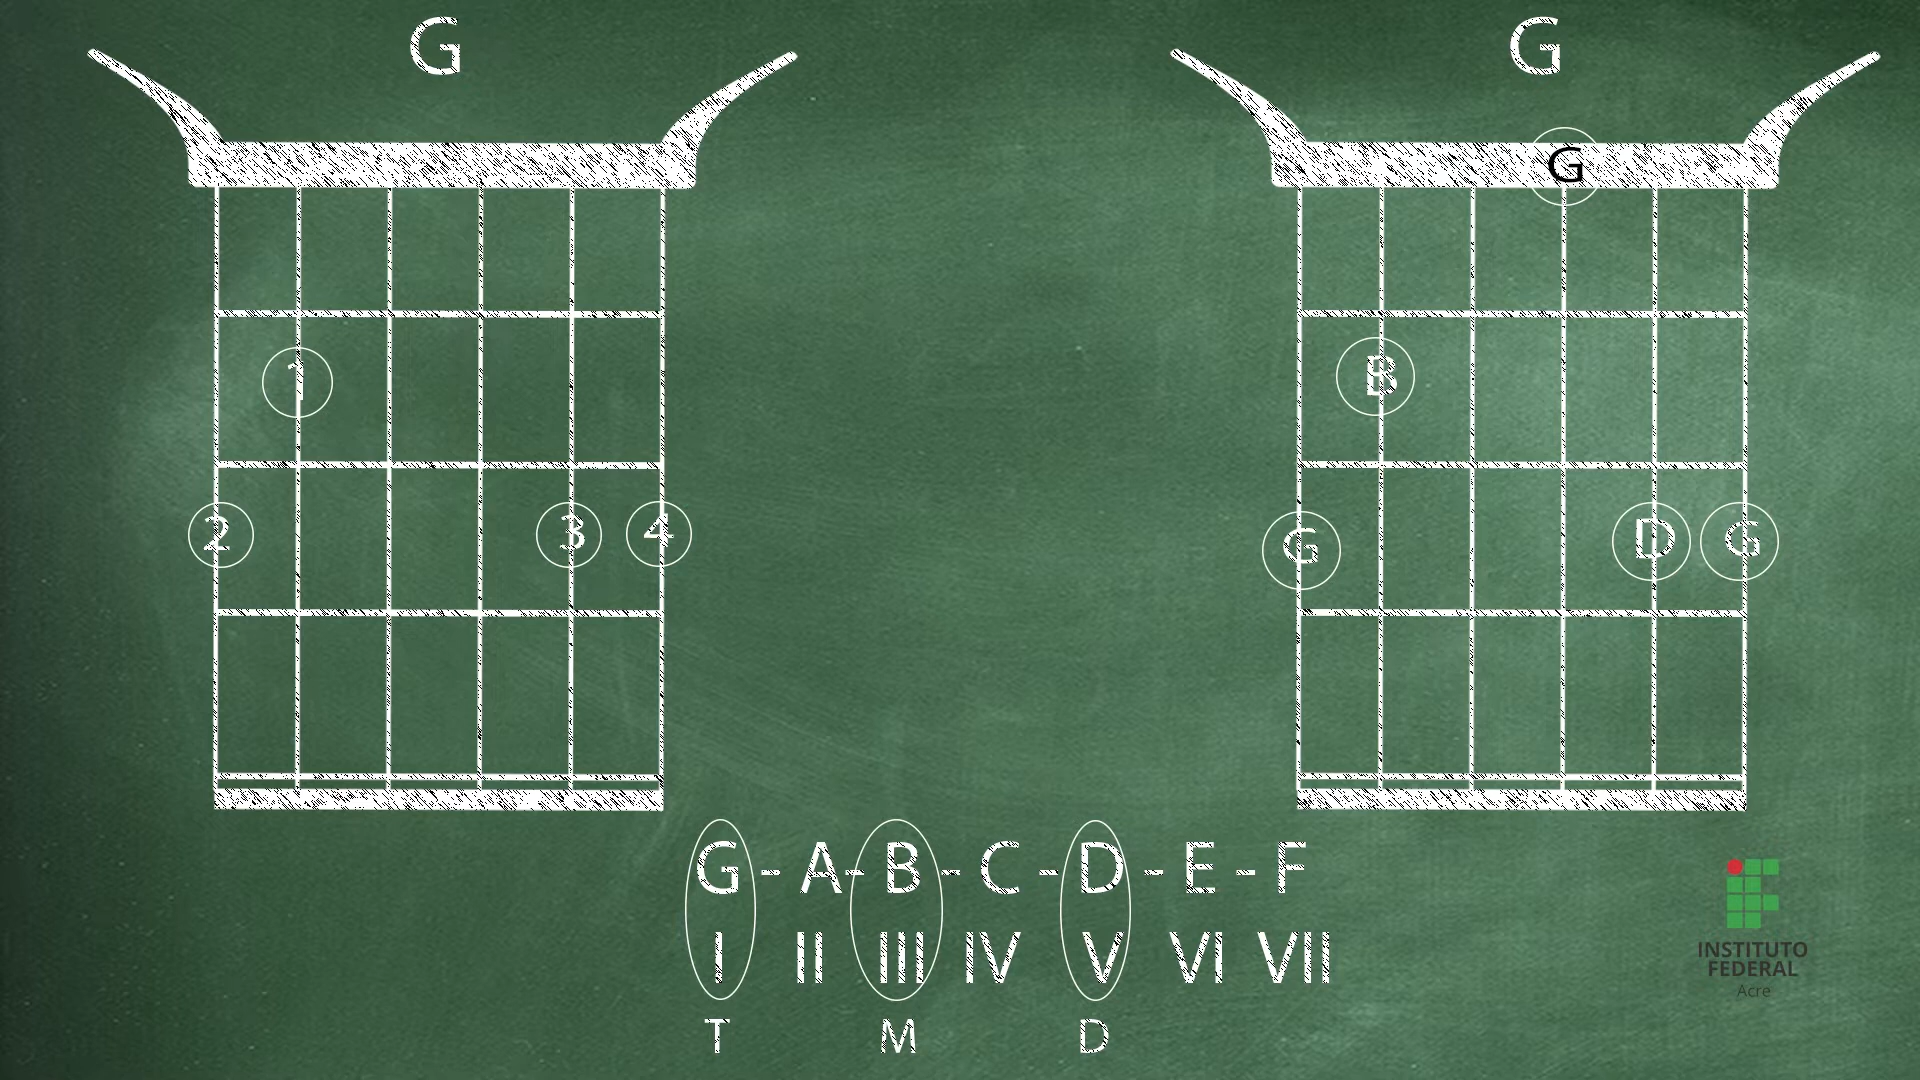 G
1
2 3 4
G
G
B
G D G
G - A - B - C - D - E - F
I II III IV V VI VII
T M D
INSTITUTO
FEDERAL
Acre